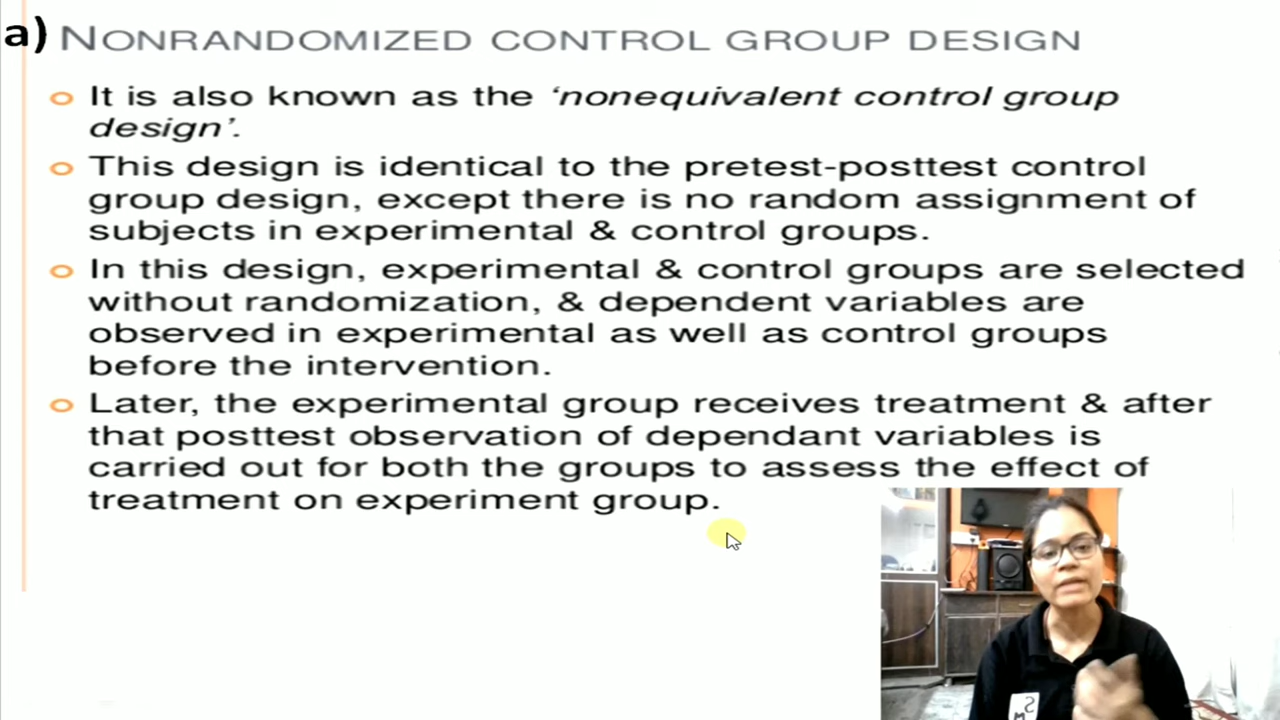 a) NONRANDOMIZED CONTROL GROUP DESIGN
It is also known as the ‘nonequivalent control group
design’.
This design is identical to the pretest-posttest control
group design, except there is no random assignment of
subjects in experimental & control groups.
In this design, experimental & control groups are selected
without randomization, & dependent variables are
observed in experimental as well as control groups
before the intervention.
Later, the experimental group receives treatment & after
that posttest observation of dependant variables is
carried out for both the groups to assess the effect of
treatment on experiment group.